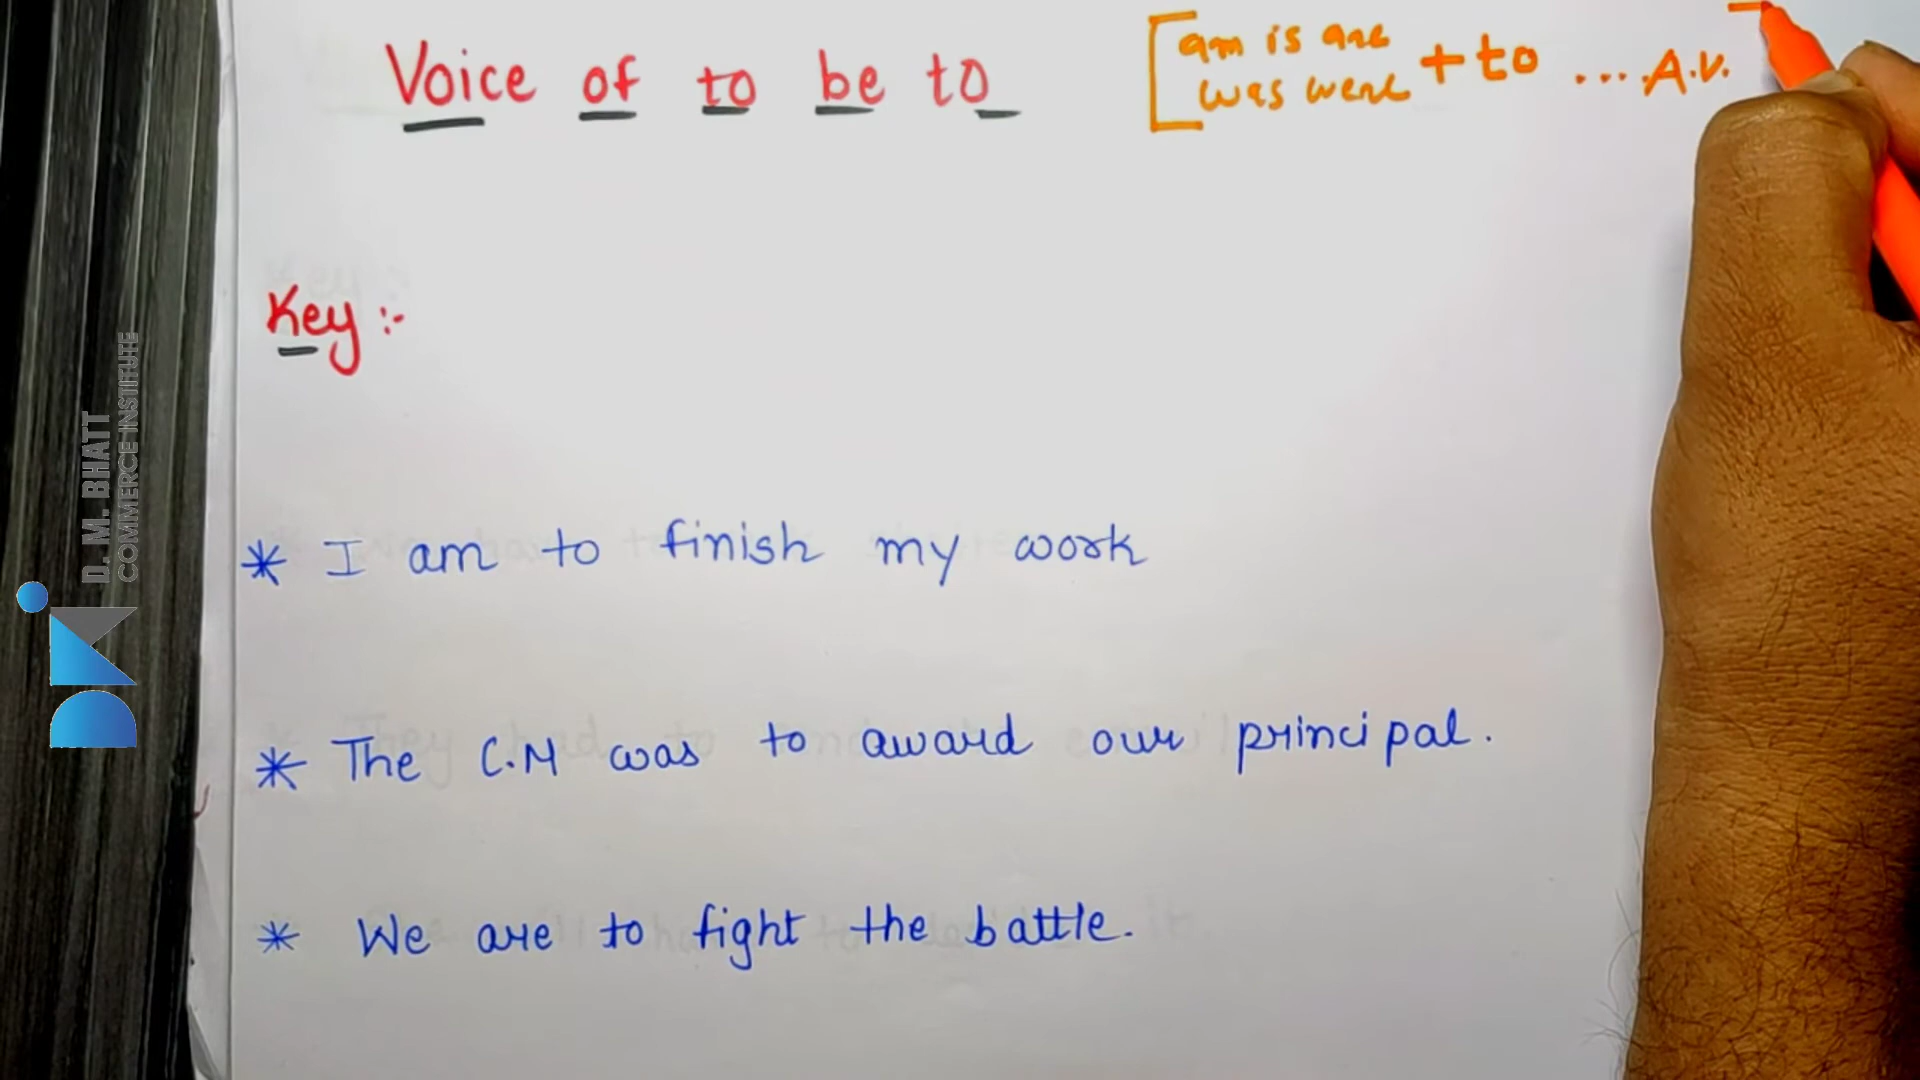 Voice of to be to
am is are
was were + to ... A.V.
Key :-
* I am to finish my work
* The C.M was to award our principal.
* We are to fight the battle.
D. M. BHATT
COMMERCE INSTITUTE